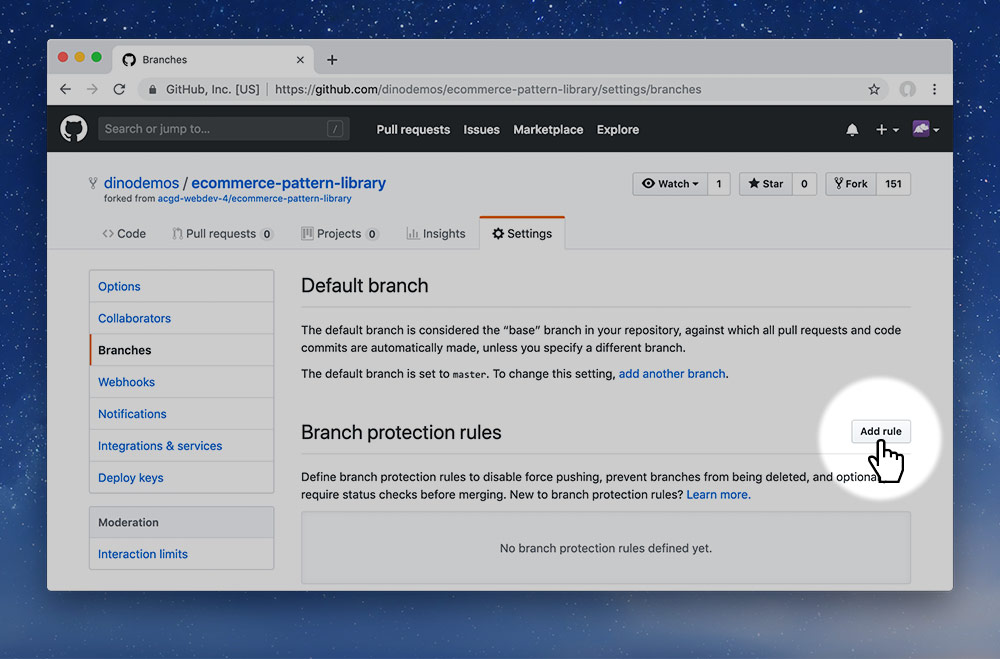 Branches
GitHub, Inc. [US] | https://github.com/dinodemos/ecommerce-pattern-library/settings/branches
Search or jump to... / Pull requests Issues Marketplace Explore
dinodemos / ecommerce-pattern-library Watch 1 Star 0 Fork 151
forked from acgd-webdev-4/ecommerce-pattern-library
Code Pull requests 0 Projects 0 Insights Settings
Options
Collaborators
Branches
Webhooks
Notifications
Integrations & services
Deploy keys
Moderation
Interaction limits
Default branch
The default branch is considered the “base” branch in your repository, against which all pull requests and code
commits are automatically made, unless you specify a different branch.
The default branch is set to master. To change this setting, add another branch.
Branch protection rules Add rule
Define branch protection rules to disable force pushing, prevent branches from being deleted, and optiona
require status checks before merging. New to branch protection rules? Learn more.
No branch protection rules defined yet.